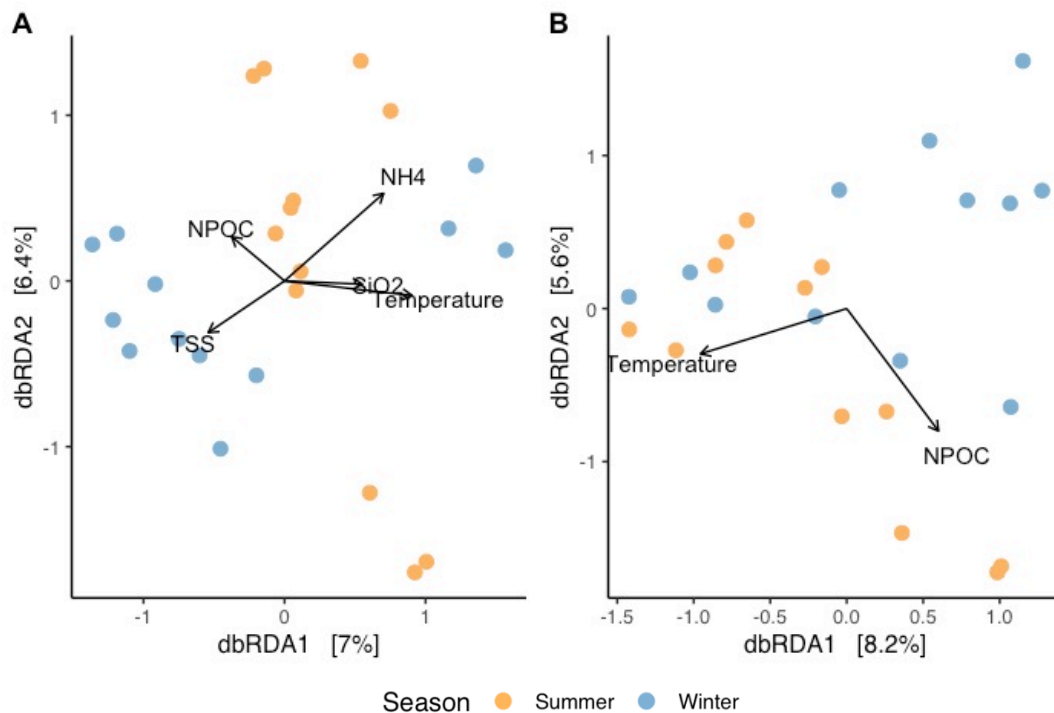 A
1
0
-1
dbRDA2 [6.4%]
NH4
NPOC
SiO2
Temperature
TSS
-1
0
1
dbRDA1 [7%]
B
1
0
-1
dbRDA2 [5.6%]
Temperature
NPOC
-1.5
-1.0
-0.5
0.0
0.5
1.0
dbRDA1 [8.2%]
Season Summer Winter